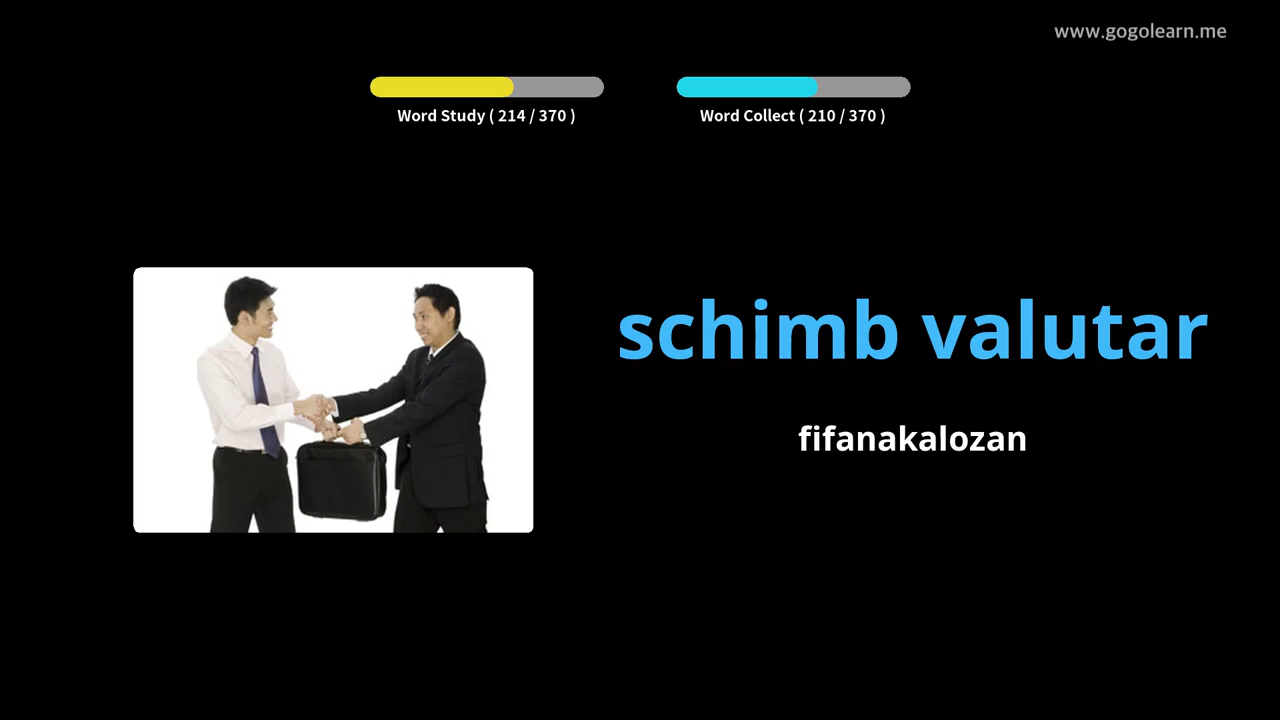 www.gogolearn.me
Word Study ( 214 / 370 )
Word Collect ( 210 / 370 )
schimb valutar
fifanakalozan